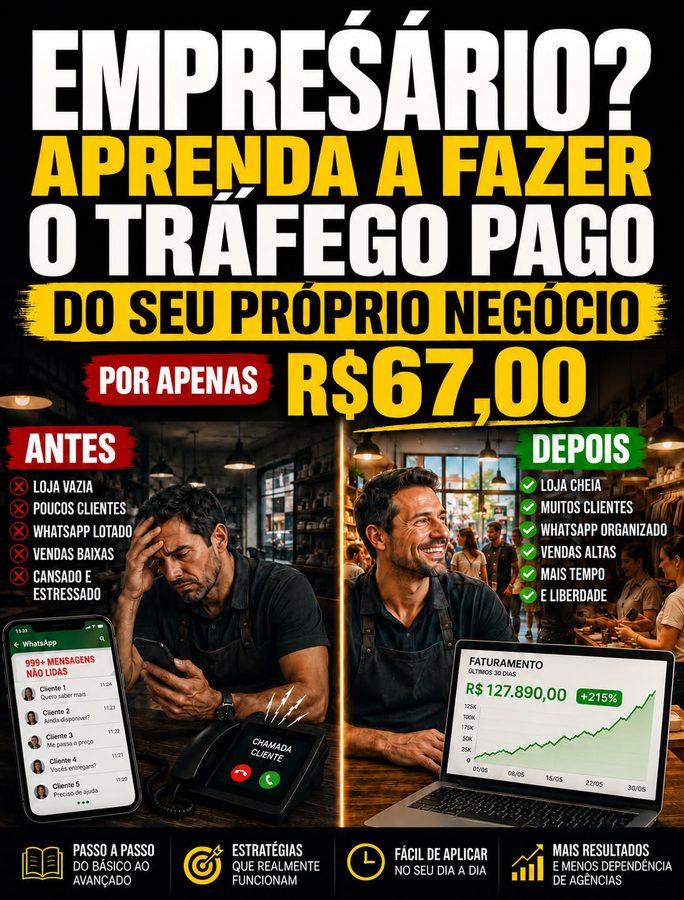 EMPREŚÁRIO?
APRENDA A FAZER
O TRÁFEGO PAGO
DO SEU PRÓPRIO NEGÓCIO
POR APENAS
R$67,00
ANTES
LOJA VAZIA
POUCOS CLIENTES
WHATSAPP LOTADO
VENDAS BAIXAS
CANSADO E
ESTRESSADO
DEPOIS
LOJA CHEIA
MUITOS CLIENTES
WHATSAPP ORGANIZADO
VENDAS ALTAS
MAIS TEMPO
E LIBERDADE
15:39
WhatsApp
999+ MENSAGENS
NÃO LIDAS
Cliente 1 11:24
Quero saber mais
Cliente 2 11:23
Ainda disponível?
Cliente 3 11:22
Me passa o preço
Cliente 4 11:21
Vocês entregam?
Cliente 5 11:20
Preciso de ajuda
CHAMADA
CLIENTE
FATURAMENTO
ÚLTIMOS 30 DIAS
R$ 127.890,00 +215%
125K
100K
75K
50K
25K
0
01/05 08/05 15/05 22/05 30/05
PASSO A PASSO
DO BÁSICO AO
AVANÇADO
ESTRATÉGIAS
QUE REALMENTE
FUNCIONAM
FÁCIL DE APLICAR
NO SEU DIA A DIA
MAIS RESULTADOS
E MENOS DEPENDÊNCIA
DE AGÊNCIAS